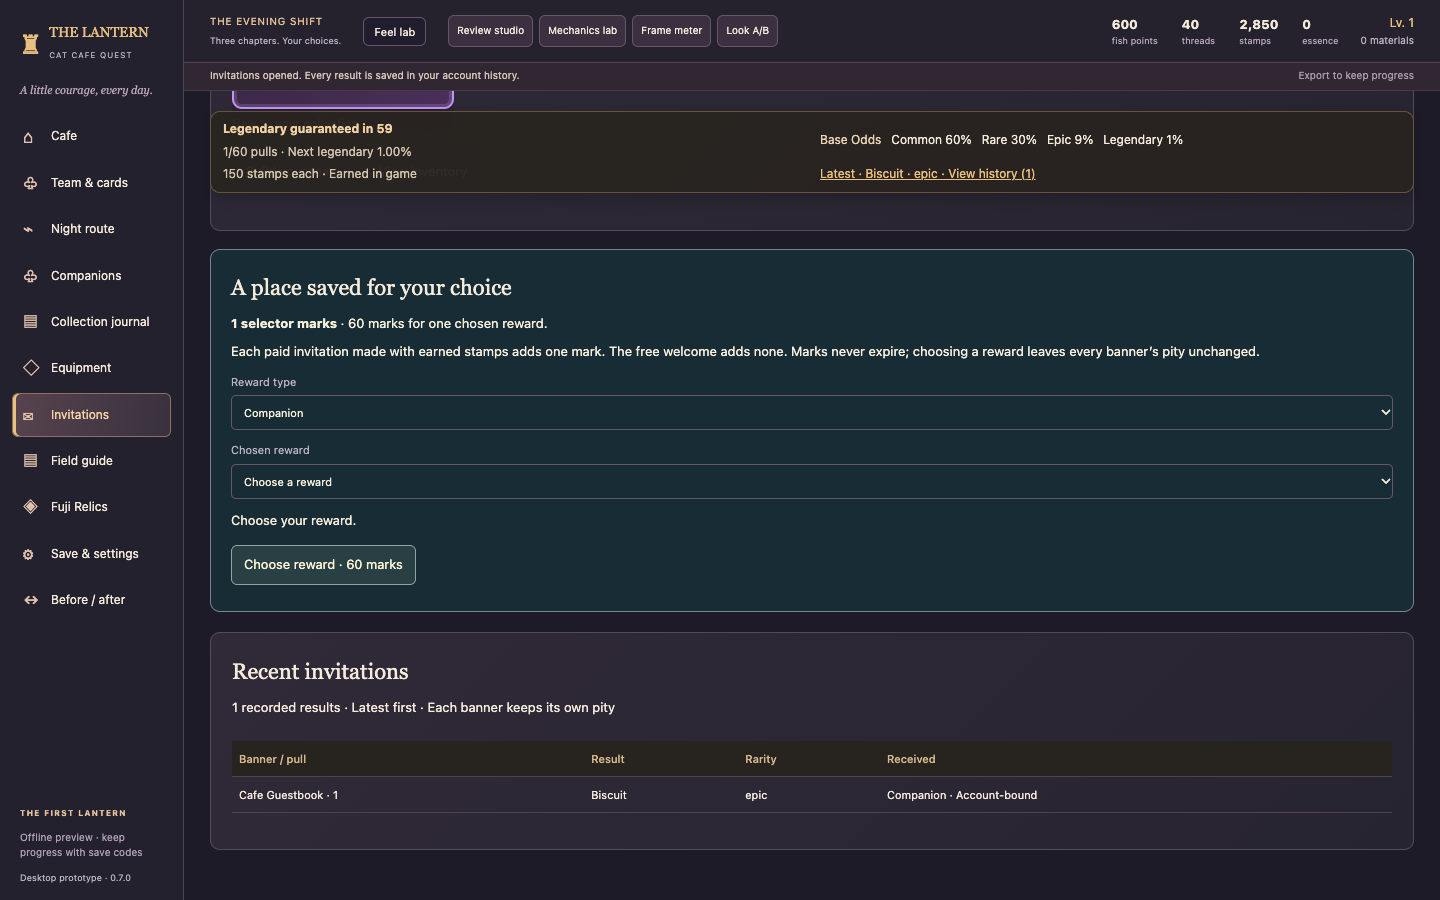 THE LANTERN
CAT CAFE QUEST
A little courage, every day.
Cafe
Team & cards
Night route
Companions
Collection journal
Equipment
Invitations
Field guide
Fuji Relics
Save & settings
Before / after
THE FIRST LANTERN
Offline preview · keep
progress with save codes
Desktop prototype · 0.7.0
THE EVENING SHIFT
Three chapters. Your choices.
Feel lab
Review studio
Mechanics lab
Frame meter
Look A/B
600
fish points
40
threads
2,850
stamps
0
essence
Lv. 1
0 materials
Invitations opened. Every result is saved in your account history.
Export to keep progress
Legendary guaranteed in 59
1/60 pulls · Next legendary 1.00%
150 stamps each · Earned in game
Base Odds Common 60% Rare 30% Epic 9% Legendary 1%
Latest · Biscuit · epic · View history (1)
A place saved for your choice
1 selector marks · 60 marks for one chosen reward.
Each paid invitation made with earned stamps adds one mark. The free welcome adds none. Marks never expire; choosing a reward leaves every banner's pity unchanged.
Reward type
Companion
Chosen reward
Choose a reward
Choose your reward.
Choose reward · 60 marks
Recent invitations
1 recorded results · Latest first · Each banner keeps its own pity
Banner / pull Result Rarity Received
Cafe Guestbook · 1 Biscuit epic Companion · Account-bound